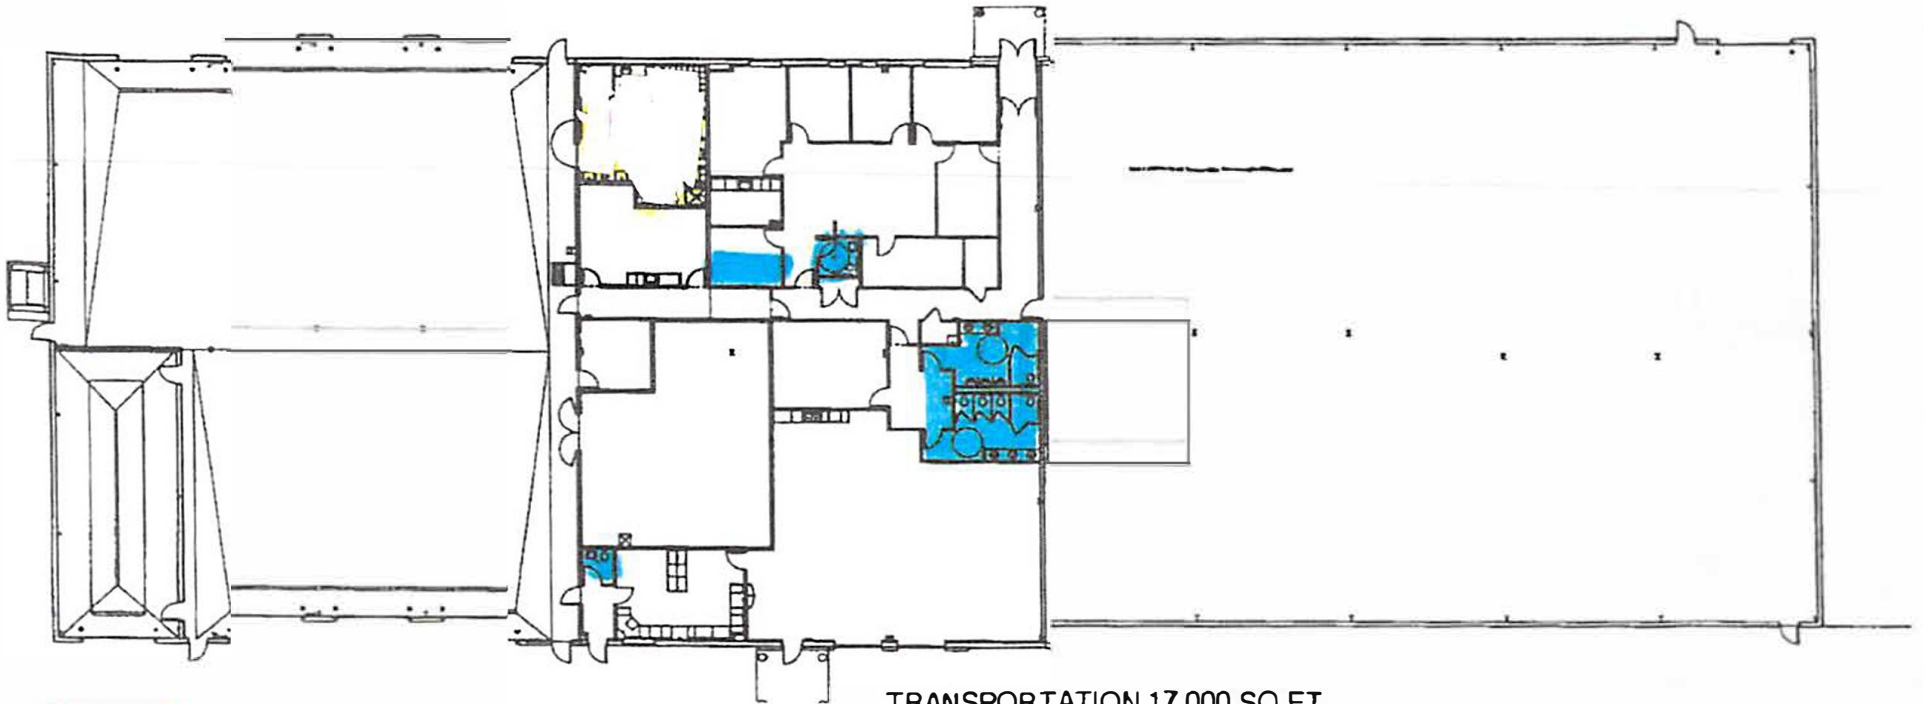 TRANSPORTATION 17,000 SQ FT